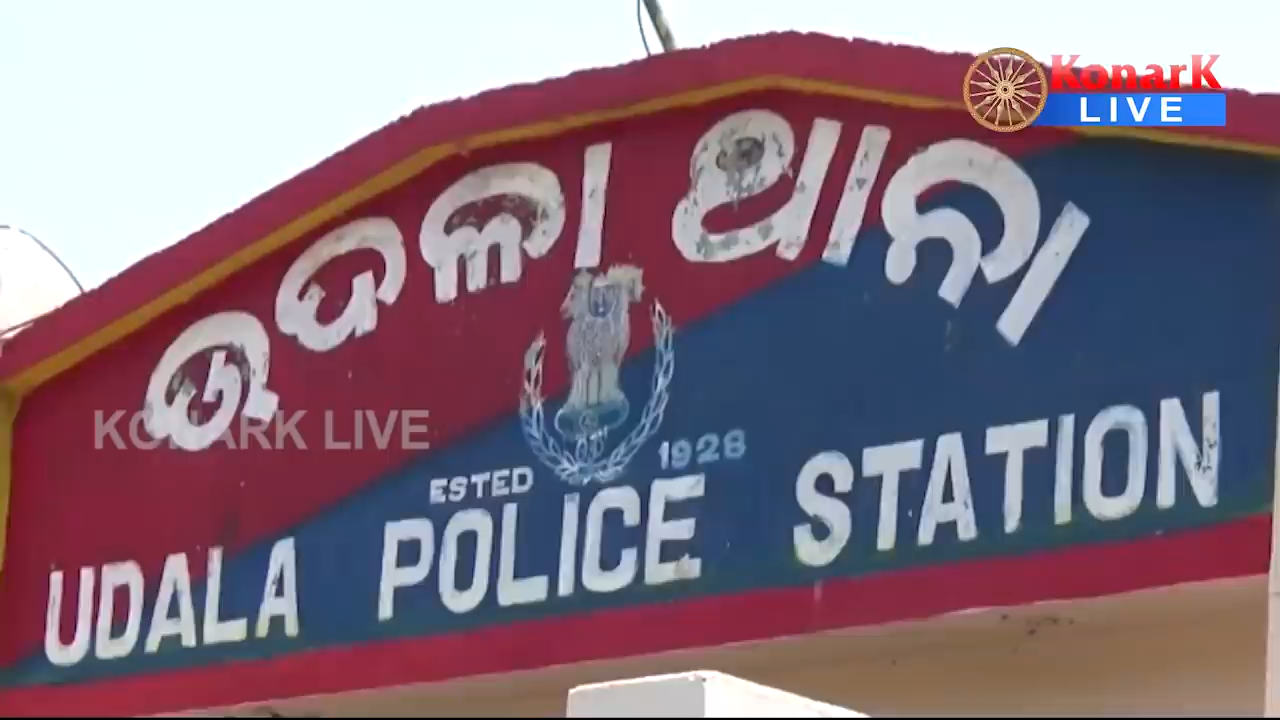 KonarK
LIVE
ଉଦଳା ଥାନା
KONARK LIVE
ESTED 1928
UDALA POLICE STATION